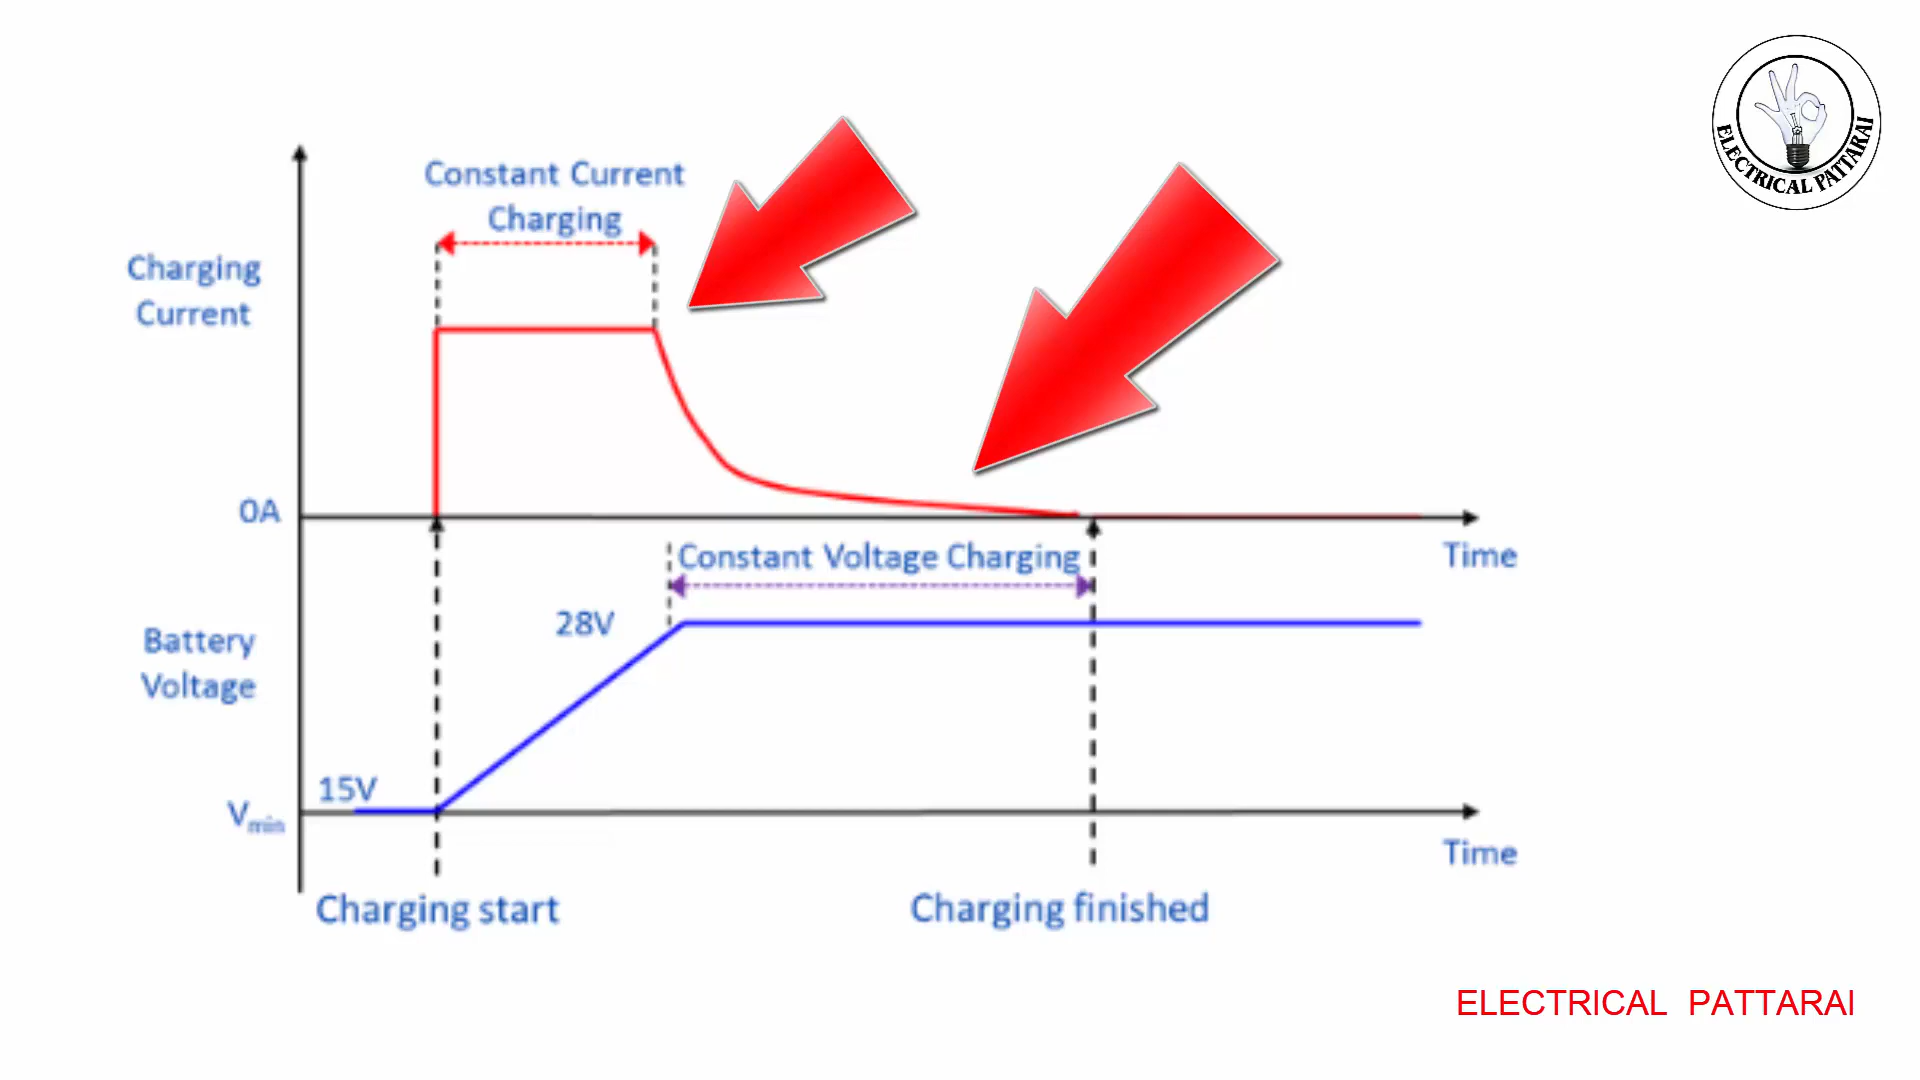 ELECTRICAL PATTARAI
Constant Current
Charging
Charging
Current
0A
Time
Constant Voltage Charging
28V
Battery
Voltage
15V
Vmin
Time
Charging start
Charging finished
ELECTRICAL PATTARAI